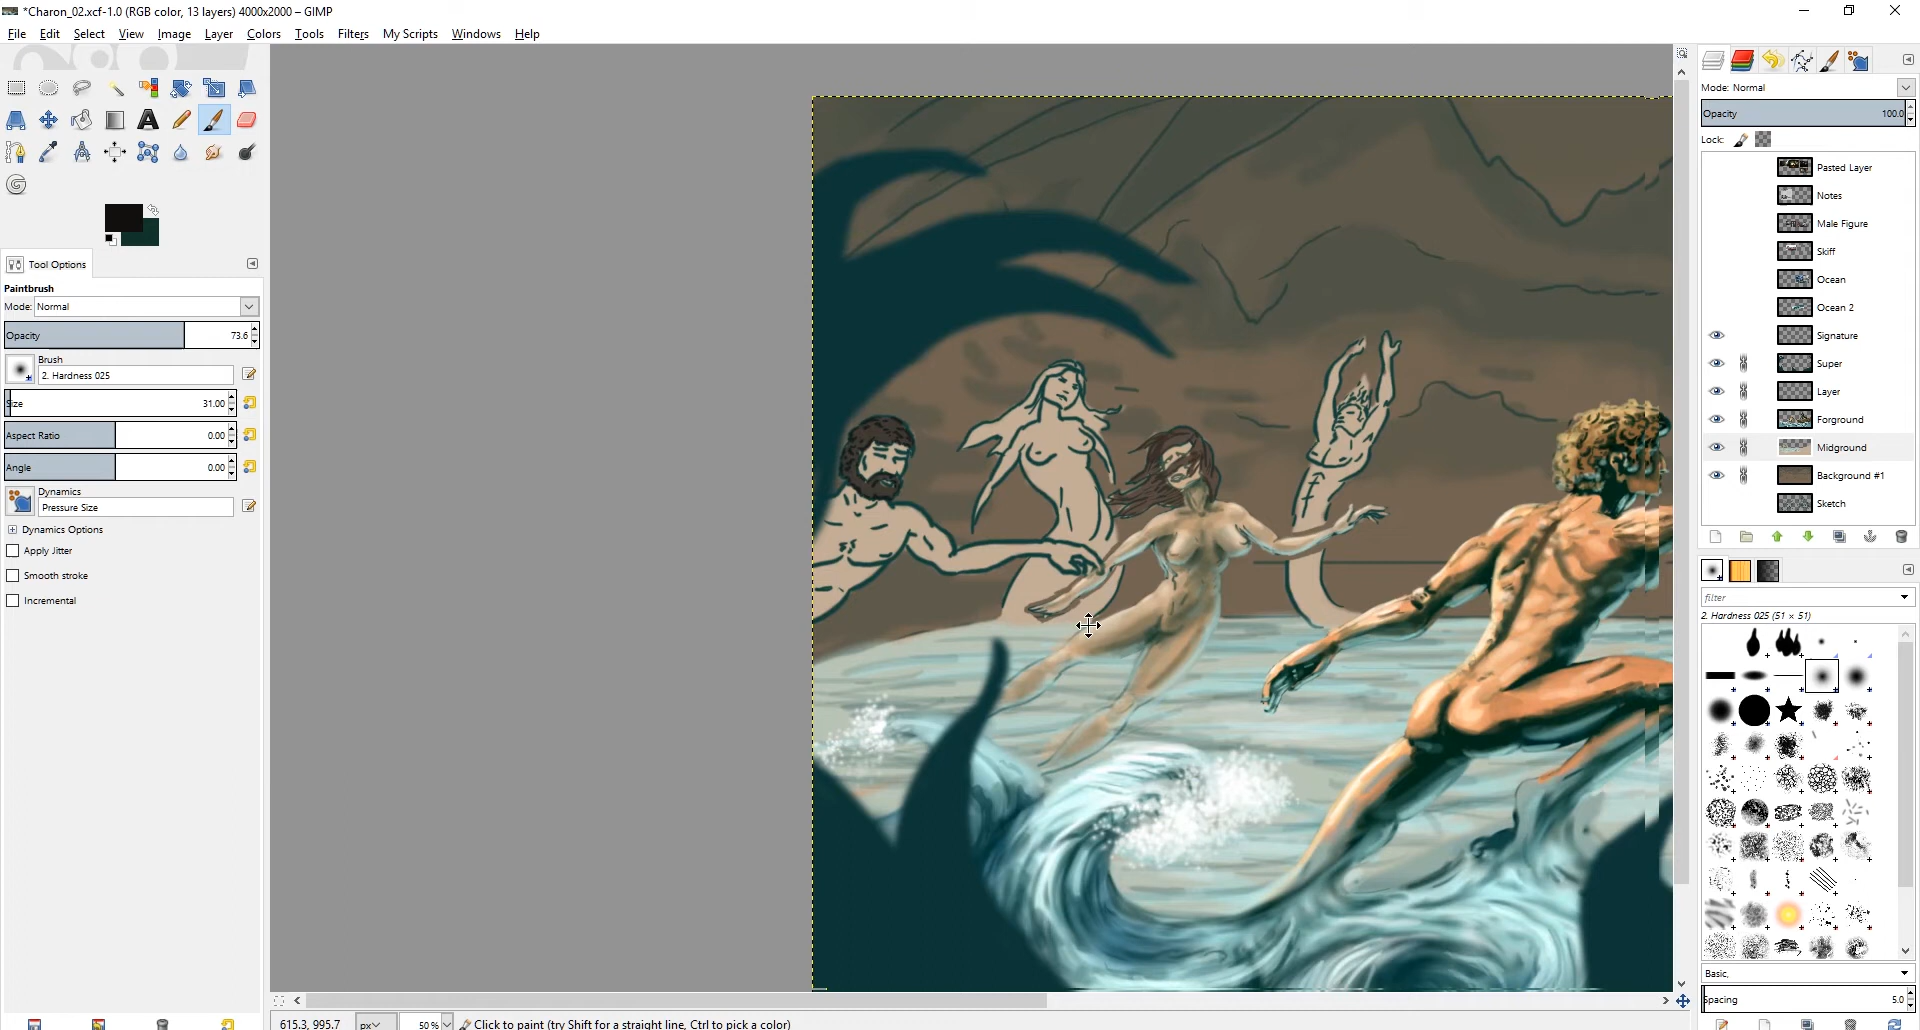 *Charon_02.xcf-1.0 (RGB color, 13 layers) 4000x2000 – GIMP
File Edit Select View Image Layer Colors Tools Filters My Scripts Windows Help
Tool Options
Paintbrush
Mode: Normal
Opacity 73.6
Brush
2. Hardness 025
Size 31.00
Aspect Ratio 0.00
Angle 0.00
Dynamics
Pressure Size
Dynamics Options
Apply Jitter
Smooth stroke
Incremental
615.3, 995.7 px 50 % Click to paint (try Shift for a straight line, Ctrl to pick a color)
Mode: Normal
Opacity 100.0
Lock:
Pasted Layer
Notes
Male Figure
Skiff
Ocean
Ocean 2
Signature
Super
Layer
Forground
Midground
Background #1
Sketch
filter
2. Hardness 025 (51 × 51)
Basic,
Spacing 5.0